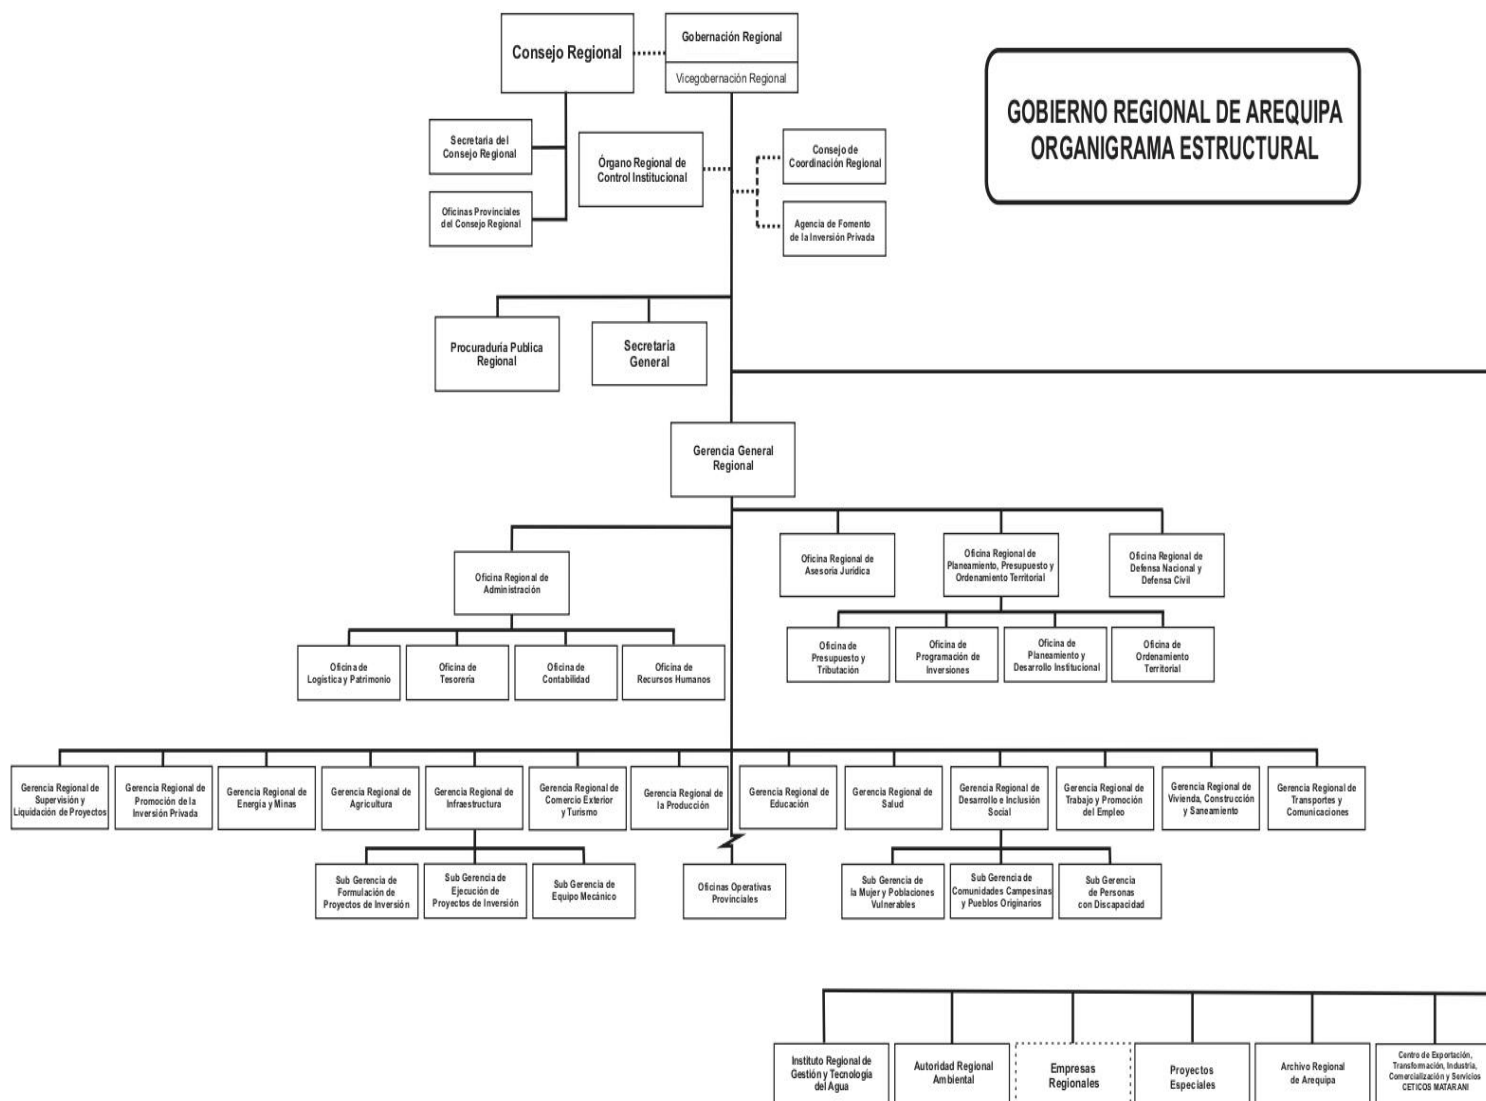 Consejo Regional
Gobernación Regional
Vicegobernación Regional
GOBIERNO REGIONAL DE AREQUIPA
ORGANIGRAMA ESTRUCTURAL
Secretaria del
Consejo Regional
Órgano Regional de
Control Institucional
Consejo de
Coordinación Regional
Oficinas Provinciales
del Consejo Regional
Agencia de Fomento
de la Inversión Privada
Procuraduría Publica
Regional
Secretaria
General
Gerencia General
Regional
Oficina Regional de
Administración
Oficina Regional de
Asesoría Jurídica
Oficina Regional de
Planeamiento, Presupuesto y
Ordenamiento Territorial
Oficina Regional de
Defensa Nacional y
Defensa Civil
Oficina de
Logística y Patrimonio
Oficina de
Tesorería
Oficina de
Contabilidad
Oficina de
Recursos Humanos
Oficina de
Presupuesto y
Tributación
Oficina de
Programación de
Inversiones
Oficina de
Planeamiento y
Desarrollo Institucional
Oficina de
Ordenamiento
Territorial
Gerencia Regional de
Supervisión y
Liquidación de Proyectos
Gerencia Regional de
Promoción de la
Inversión Privada
Gerencia Regional de
Energía y Minas
Gerencia Regional de
Agricultura
Gerencia Regional de
Infraestructura
Gerencia Regional de
Comercio Exterior
y Turismo
Gerencia Regional de
la Producción
Gerencia Regional de
Educación
Gerencia Regional de
Salud
Gerencia Regional de
Desarrollo e Inclusión
Social
Gerencia Regional de
Trabajo y Promoción
del Empleo
Gerencia Regional de
Vivienda, Construcción
y Saneamiento
Gerencia Regional de
Transportes y
Comunicaciones
Sub Gerencia de
Formulación de
Proyectos de Inversión
Sub Gerencia de
Ejecución de
Proyectos de Inversión
Sub Gerencia de
Equipo Mecánico
Oficinas Operativas
Provinciales
Sub Gerencia de
la Mujer y Poblaciones
Vulnerables
Sub Gerencia de
Comunidades Campesinas
y Pueblos Originarios
Sub Gerencia
de Personas
con Discapacidad
Instituto Regional de
Gestión y Tecnología
del Agua
Autoridad Regional
Ambiental
Empresas
Regionales
Proyectos
Especiales
Archivo Regional
de Arequipa
Centro de Exportación,
Transformación, Industria,
Comercialización y Servicios
CETICOS MATARANI